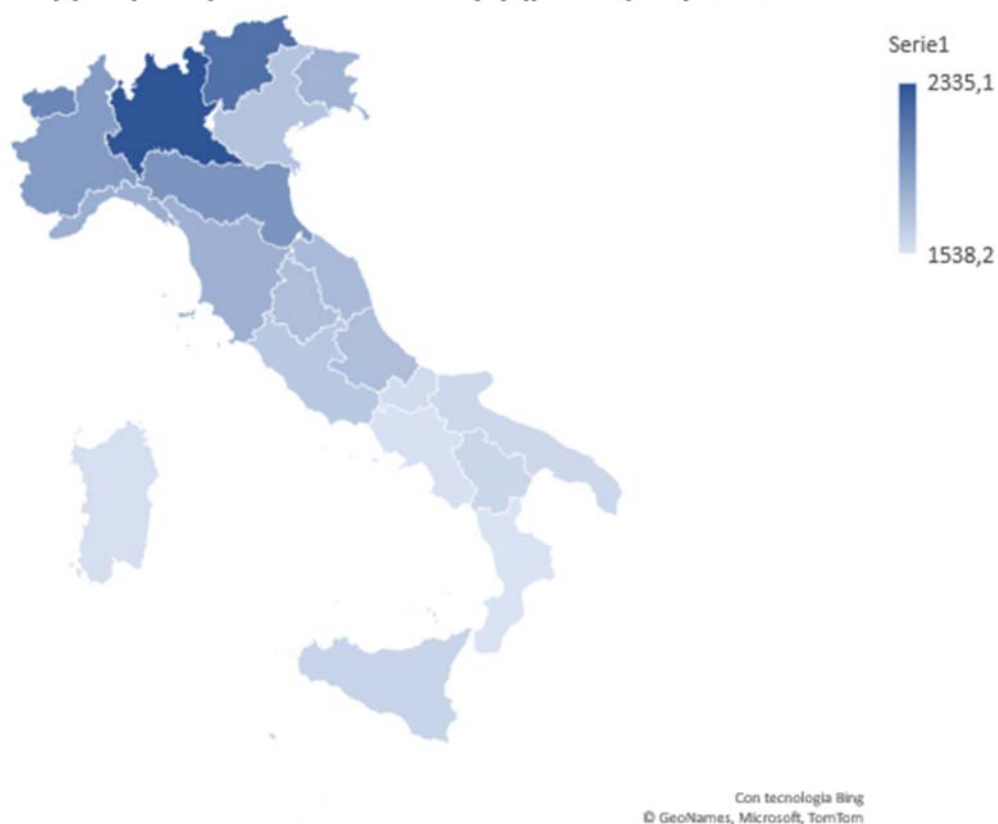 Serie1
2335,1
1538,2
Con tecnologia Bing
© GeoNames, Microsoft, TomTom